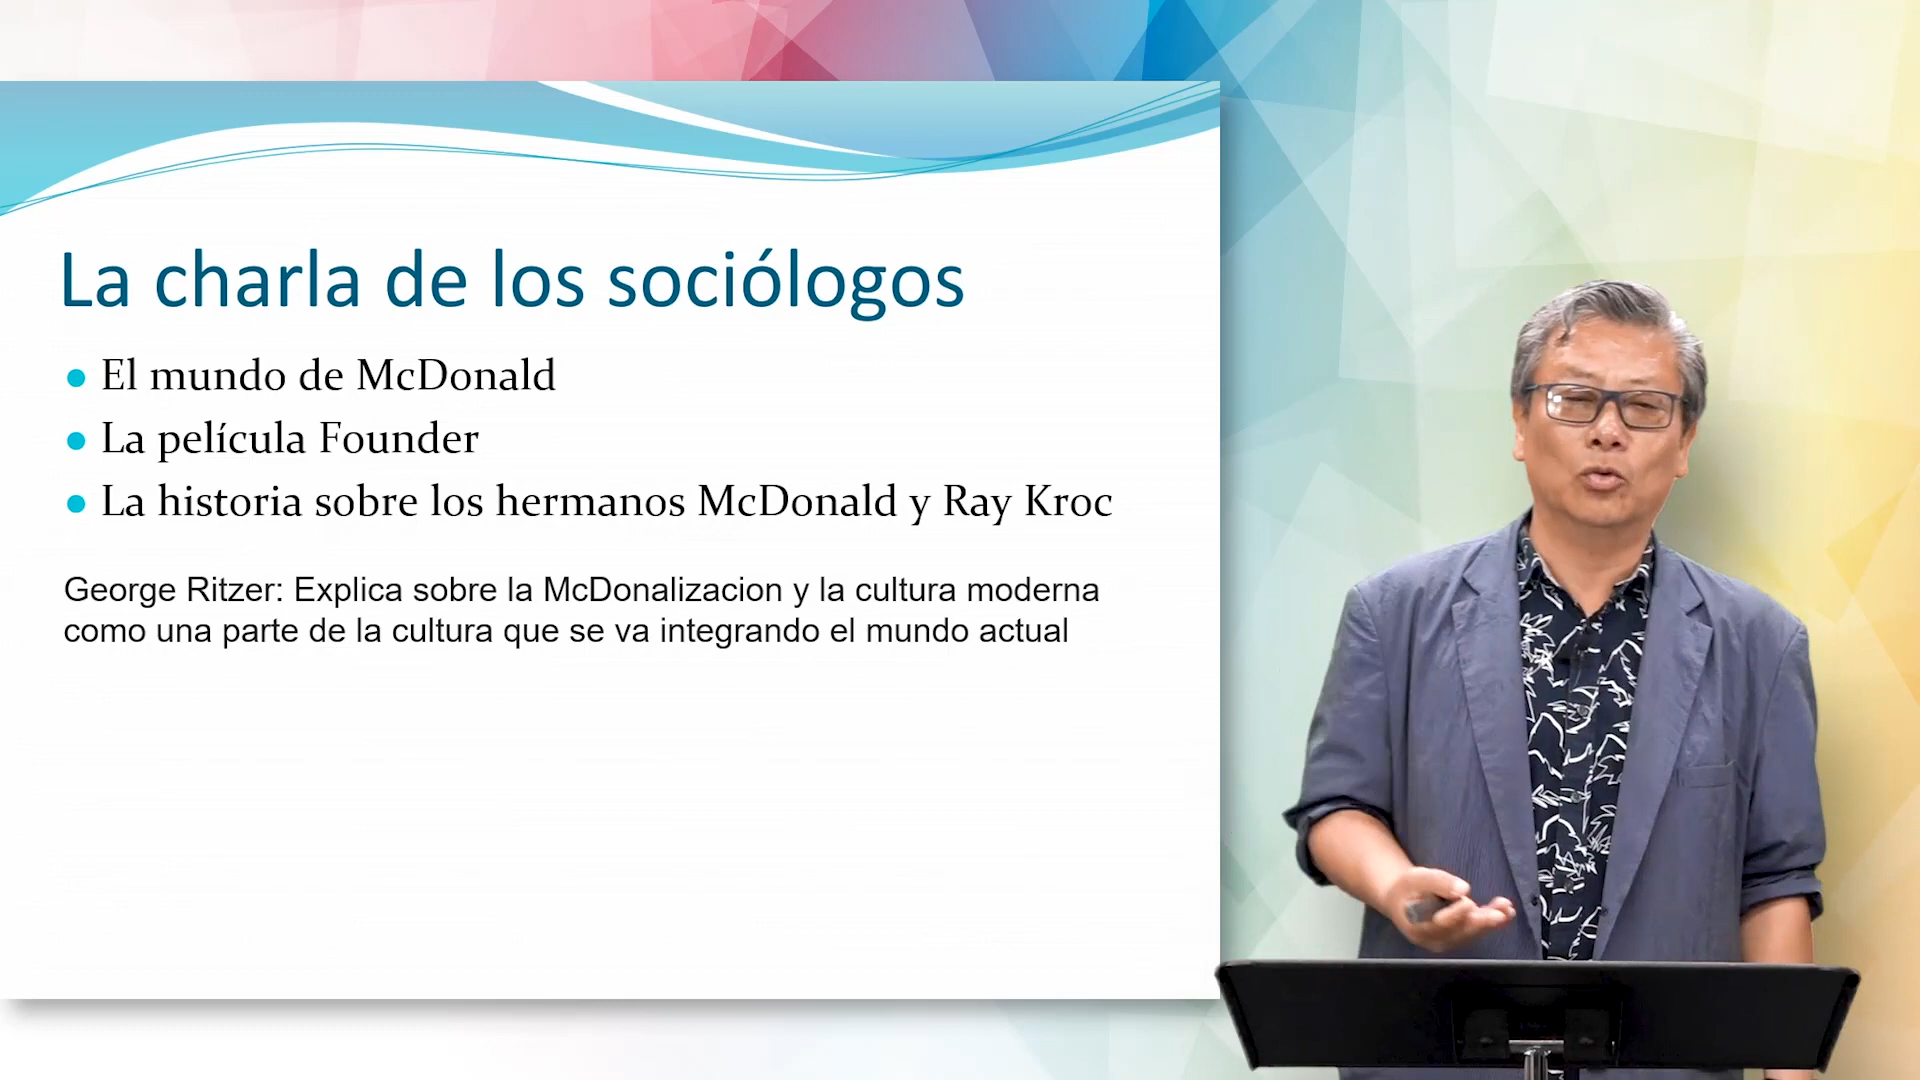 La charla de los sociólogos
El mundo de McDonald
La película Founder
La historia sobre los hermanos McDonald y Ray Kroc
George Ritzer: Explica sobre la McDonalizacion y la cultura moderna
como una parte de la cultura que se va integrando el mundo actual